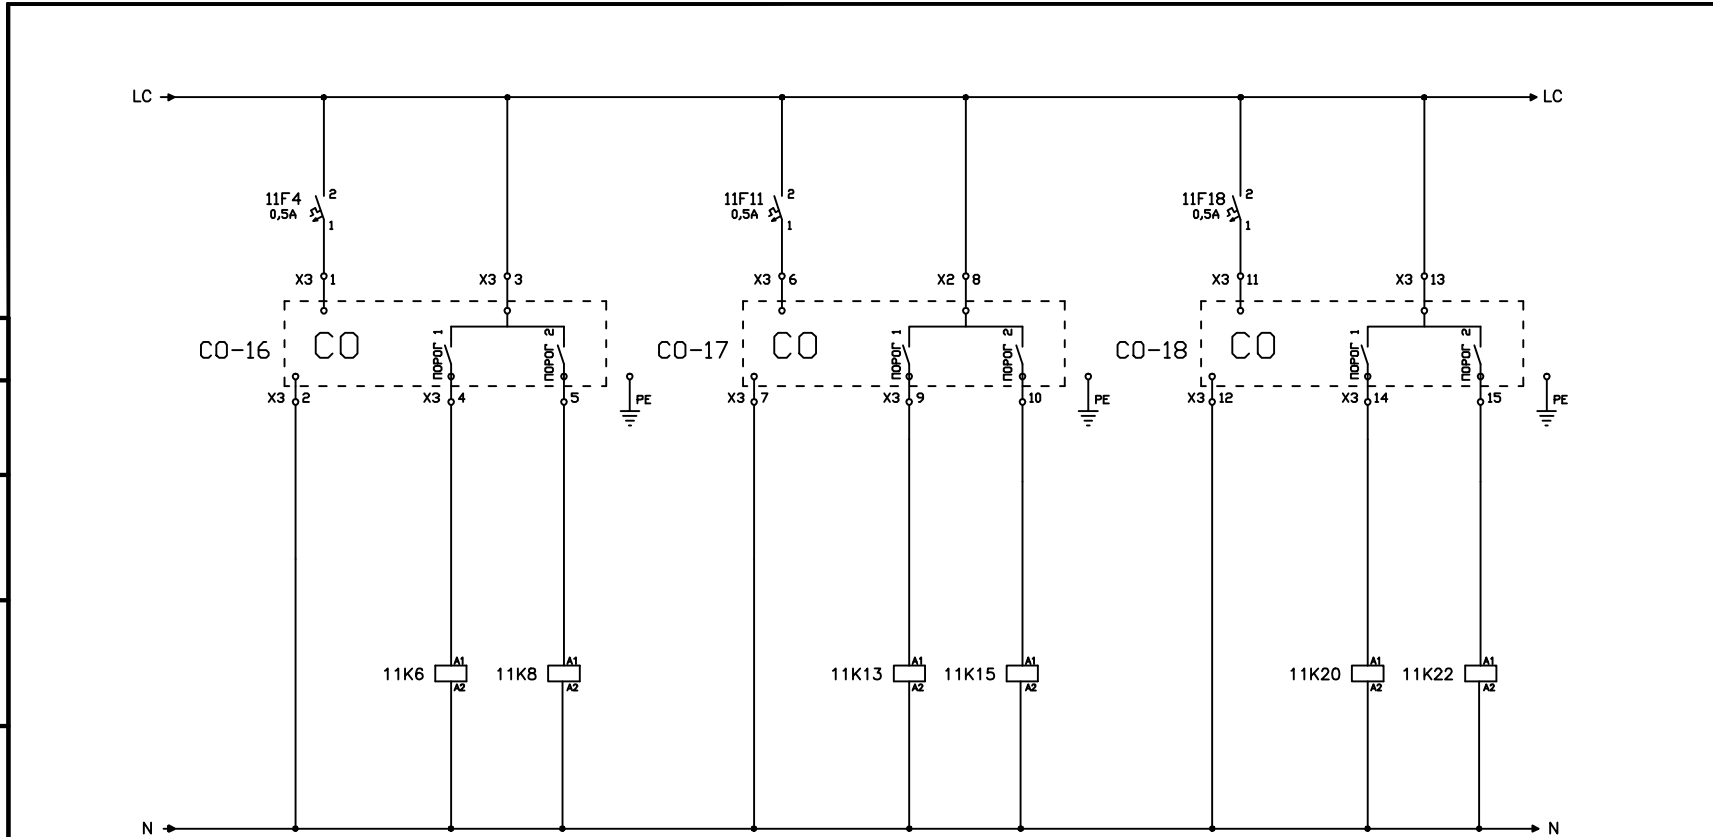 LC
LC
11F4
0,5A
2
1
11F11
0,5A
2
1
11F18
0,5A
2
1
X3 1
X3 3
X3 6
X2 8
X3 11
X3 13
CO-16
CO
ПОРОГ 1
ПОРОГ 2
CO-17
CO
ПОРОГ 1
ПОРОГ 2
CO-18
CO
ПОРОГ 1
ПОРОГ 2
X3 2
X3 4
5
PE
X3 7
X3 9
10
PE
X3 12
X3 14
15
PE
11K6
A1
A2
11K8
A1
A2
11K13
A1
A2
11K15
A1
A2
11K20
A1
A2
11K22
A1
A2
N
N